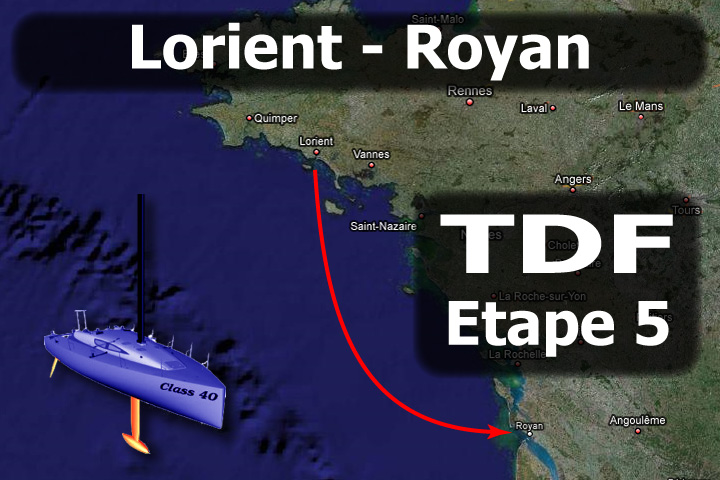 Saint-Malo
Lorient - Royan
Rennes
Laval
Le Mans
Quimper
Lorient
Vannes
Angers
Tours
Saint-Nazaire
TDF
Nantes
Cholet
La Roche-sur-Yon
Etape 5
La Rochelle
Class 40
Royan
Angoulême